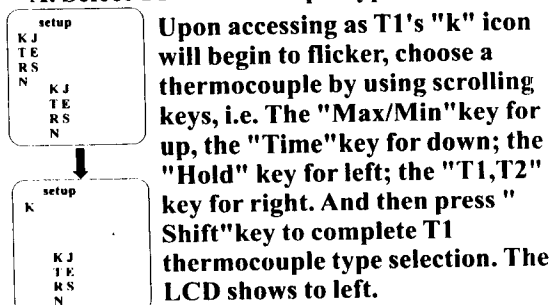 setup
K J
T E
R S
N
K J
T E
R S
N
setup
K
K J
T E
R S
N
Upon accessing as T1's "k" icon
will begin to flicker, choose a
thermocouple by using scrolling
keys, i.e. The "Max/Min"key for
up, the "Time"key for down; the
"Hold" key for left; the "T1,T2"
key for right. And then press "
Shift"key to complete T1
thermocouple type selection. The
LCD shows to left.